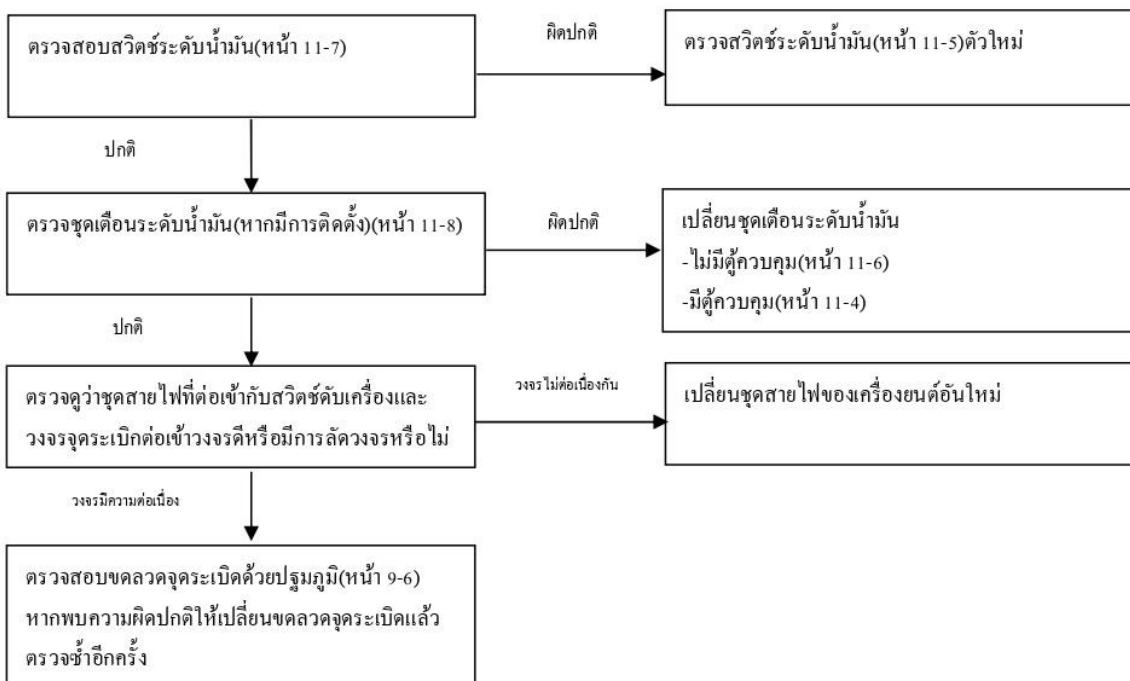 ตรวจสอบสวิตช์ระดับน้ำมัน(หน้า 11-7)
ผิดปกติ
ตรวจสวิตช์ระดับน้ำมัน(หน้า 11-5)ตัวใหม่
ปกติ
ตรวจชุดเตือนระดับน้ำมัน(หากมีการติดตั้ง)(หน้า 11-8)
ผิดปกติ
เปลี่ยนชุดเตือนระดับน้ำมัน
-ไม่มีตู้ควบคุม(หน้า 11-6)
-มีตู้ควบคุม(หน้า 11-4)
ปกติ
ตรวจดูว่าชุดสายไฟที่ต่อเข้ากับสวิตช์ดับเครื่องและ
วงจรจุดระเบิกต่อเข้าวงจรดีหรือมีการลัดวงจรหรือไม่
วงจรไม่ต่อเนื่องกัน
เปลี่ยนชุดสายไฟของเครื่องยนต์อันใหม่
วงจรมีความต่อเนื่อง
ตรวจสอบขดลวดจุดระเบิดด้วยปฐมภูมิ(หน้า 9-6)
หากพบความผิดปกติให้เปลี่ยนขดลวดจุดระเบิดแล้ว
ตรวจซ้ำอีกครั้ง